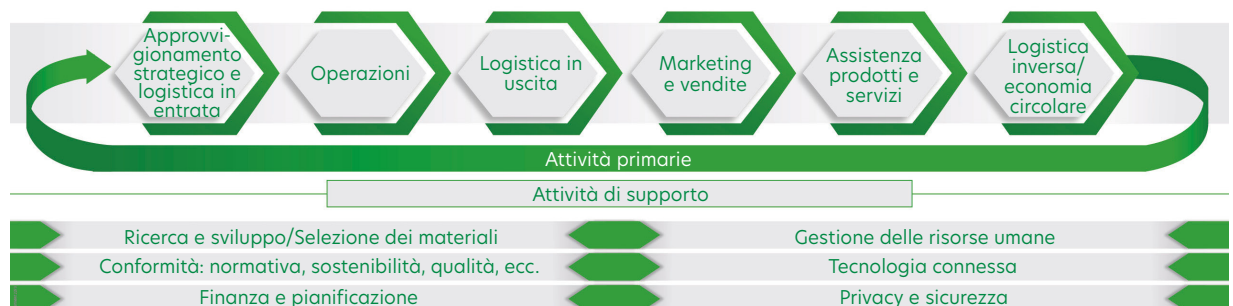 Approvvi-
gionamento
strategico e
logistica in
entrata
Operazioni
Logistica in
uscita
Marketing
e vendite
Assistenza
prodotti e
servizi
Logistica
inversa/
economia
circolare
Attività primarie
Attività di supporto
Ricerca e sviluppo/Selezione dei materiali
Gestione delle risorse umane
Conformità: normativa, sostenibilità, qualità, ecc.
Tecnologia connessa
Finanza e pianificazione
Privacy e sicurezza